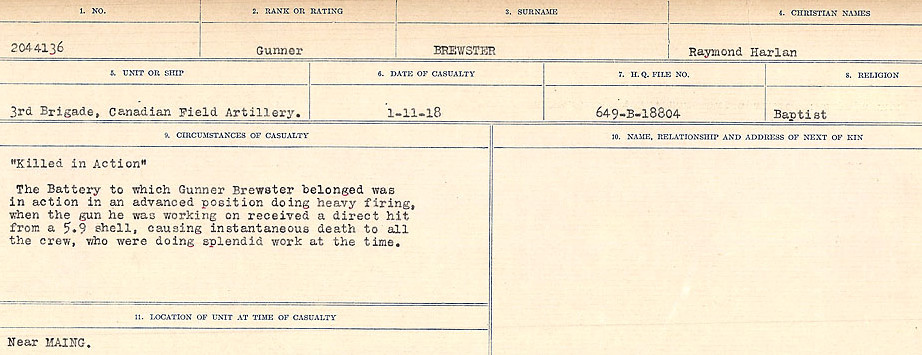 1. NO. 2. RANK OR RATING 3. SURNAME 4. CHRISTIAN NAMES
2044136 Gunner BREWSTER Raymond Harlan
5. UNIT OR SHIP 6. DATE OF CASUALTY 7. H. Q. FILE NO. 8. RELIGION
3rd Brigade, Canadian Field Artillery. 1-11-18 649-B-18804 Baptist
9. CIRCUMSTANCES OF CASUALTY 10. NAME, RELATIONSHIP AND ADDRESS OF NEXT OF KIN
"Killed in Action"
The Battery to which Gunner Brewster belonged was
in action in an advanced position doing heavy firing,
when the gun he was working on received a direct hit
from a 5.9 shell, causing instantaneous death to all
the crew, who were doing splendid work at the time.
11. LOCATION OF UNIT AT TIME OF CASUALTY
Near MAING.